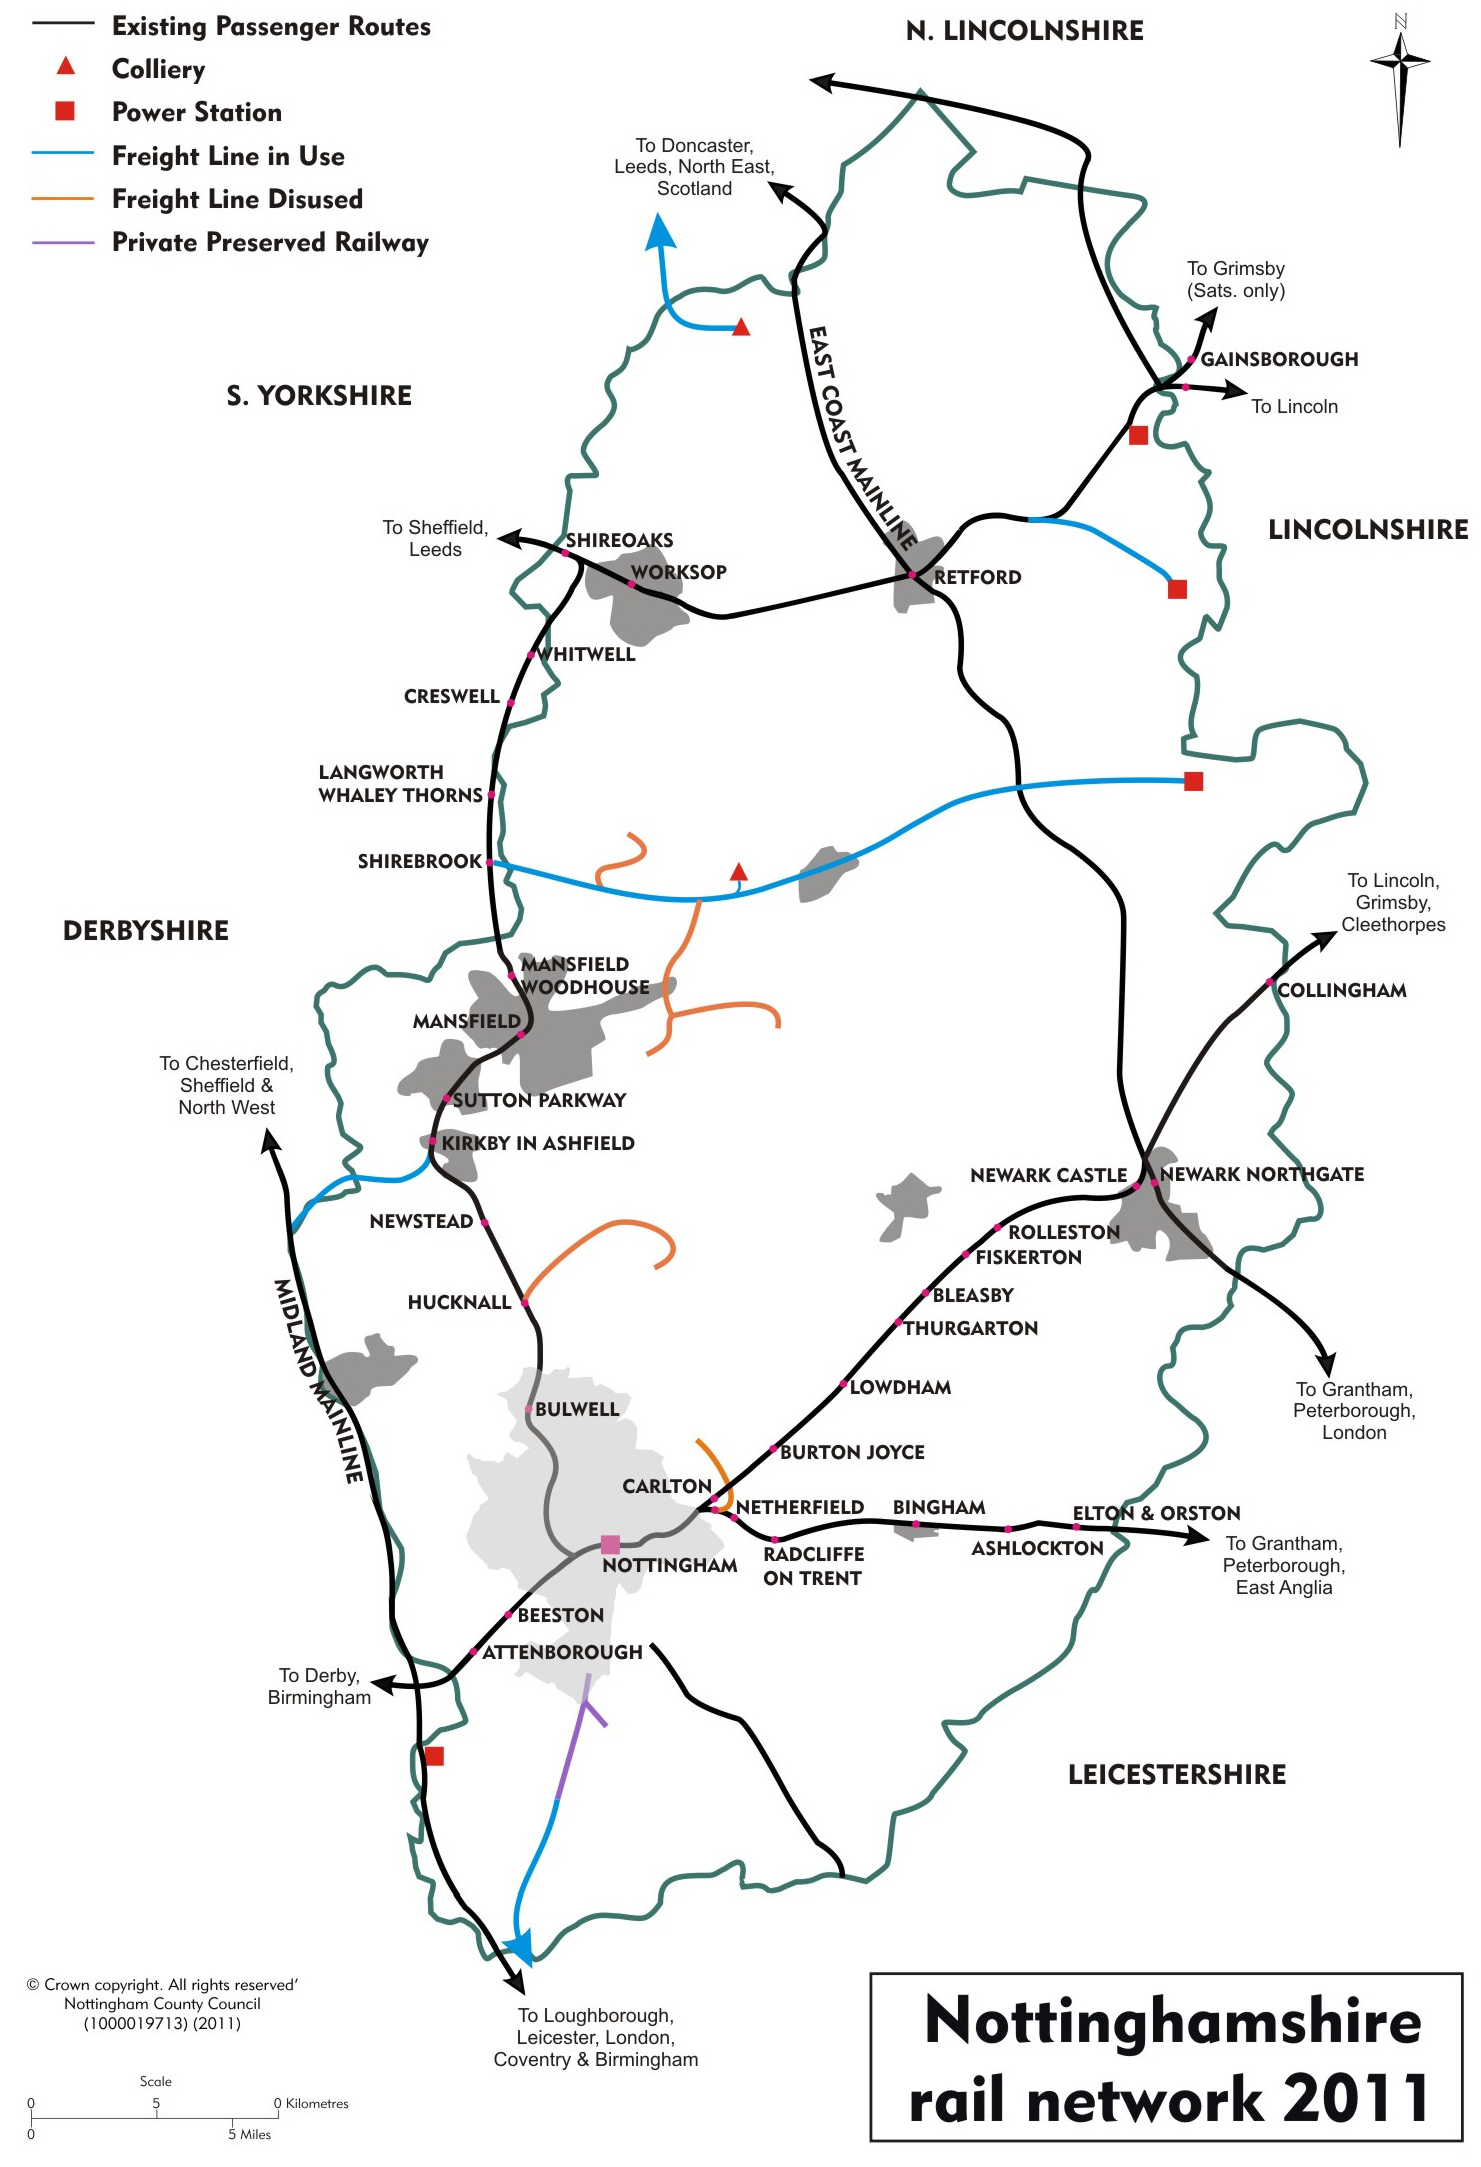 Existing Passenger Routes
Colliery
Power Station
Freight Line in Use
Freight Line Disused
Private Preserved Railway
N. LINCOLNSHIRE
N
To Doncaster,
Leeds, North East,
Scotland
To Grimsby
(Sats. only)
GAINSBOROUGH
To Lincoln
EAST COAST MAINLINE
S. YORKSHIRE
To Sheffield,
Leeds
SHIREOAKS
WORKSOP
RETFORD
LINCOLNSHIRE
WHITWELL
CRESWELL
LANGWORTH
WHALEY THORNS
SHIREBROOK
DERBYSHIRE
To Lincoln,
Grimsby,
Cleethorpes
COLLINGHAM
MANSFIELD
WOODHOUSE
MANSFIELD
To Chesterfield,
Sheffield &
North West
SUTTON PARKWAY
KIRKBY IN ASHFIELD
NEWARK CASTLE
NEWARK NORTHGATE
NEWSTEAD
ROLLESTON
FISKERTON
BLEASBY
THURGARTON
HUCKNALL
MIDLAND MAINLINE
LOWDHAM
To Grantham,
Peterborough,
London
BULWELL
BURTON JOYCE
CARLTON
NETHERFIELD
BINGHAM
ELTON & ORSTON
RADCLIFFE
ON TRENT
ASHLOCKTON
To Grantham,
Peterborough,
East Anglia
NOTTINGHAM
BEESTON
ATTENBOROUGH
To Derby,
Birmingham
LEICESTERSHIRE
To Loughborough,
Leicester, London,
Coventry & Birmingham
© Crown copyright. All rights reserved’
Nottingham County Council
(1000019713) (2011)
Scale
0 5 0 Kilometres
0 5 Miles
Nottinghamshire
rail network 2011